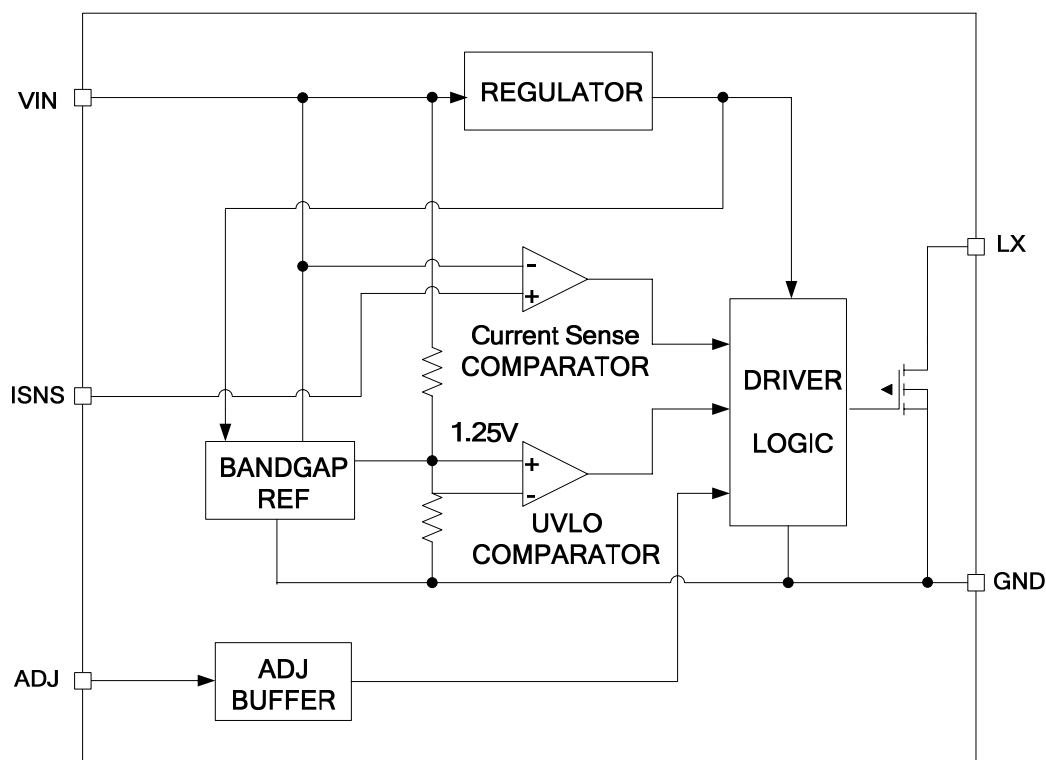 VIN
REGULATOR
LX
-
+
Current Sense
COMPARATOR
ISNS
DRIVER
LOGIC
1.25V
BANDGAP
REF
+
-
UVLO
COMPARATOR
GND
ADJ
ADJ
BUFFER